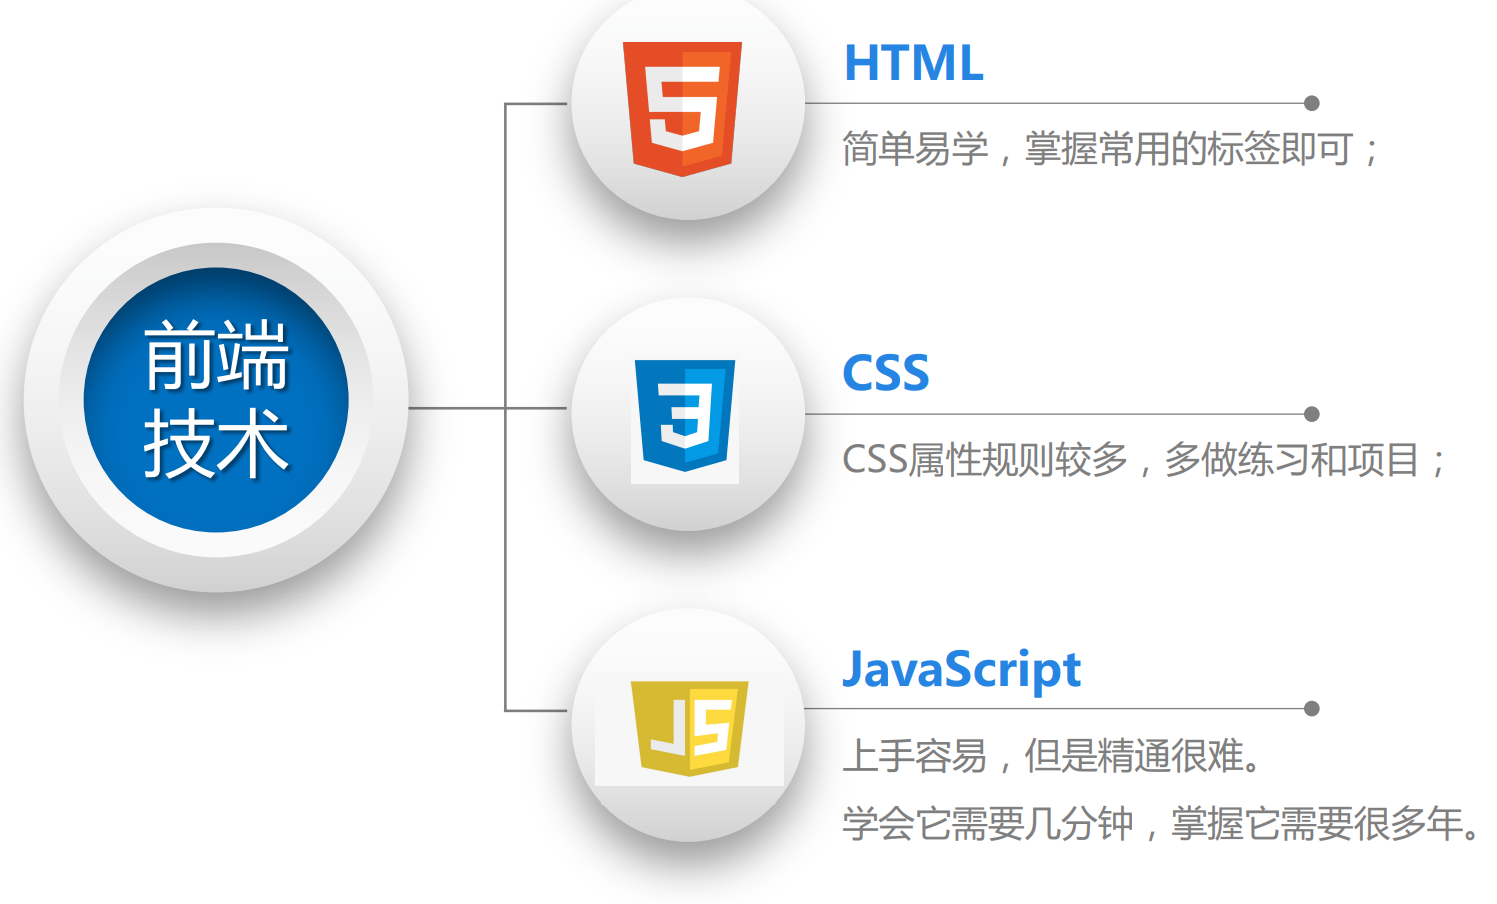 前端
技术
HTML
简单易学，掌握常用的标签即可；
CSS
CSS属性规则较多，多做练习和项目；
JS
JavaScript
上手容易，但是精通很难。
学会它需要几分钟，掌握它需要很多年。